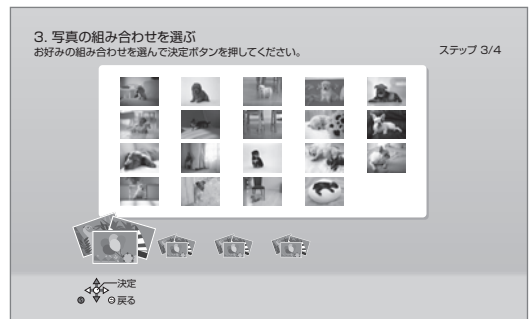 3. 写真の組み合わせを選ぶ
お好みの組み合わせを選んで決定ボタンを押してください。
ステップ 3/4
決定
戻る